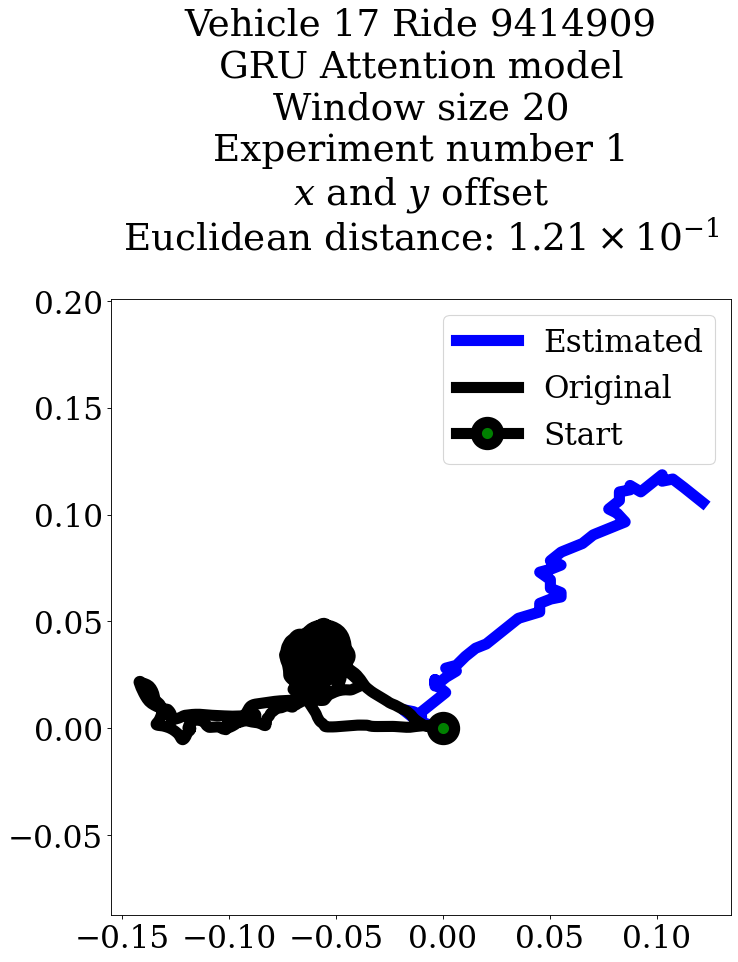 Vehicle 17 Ride 9414909
GRU Attention model
Window size 20
Experiment number 1
x and y offset
Euclidean distance: 1.21 × 10⁻¹
Estimated
Original
Start
0.20
0.15
0.10
0.05
0.00
−0.05
−0.15 −0.10 −0.05 0.00 0.05 0.10